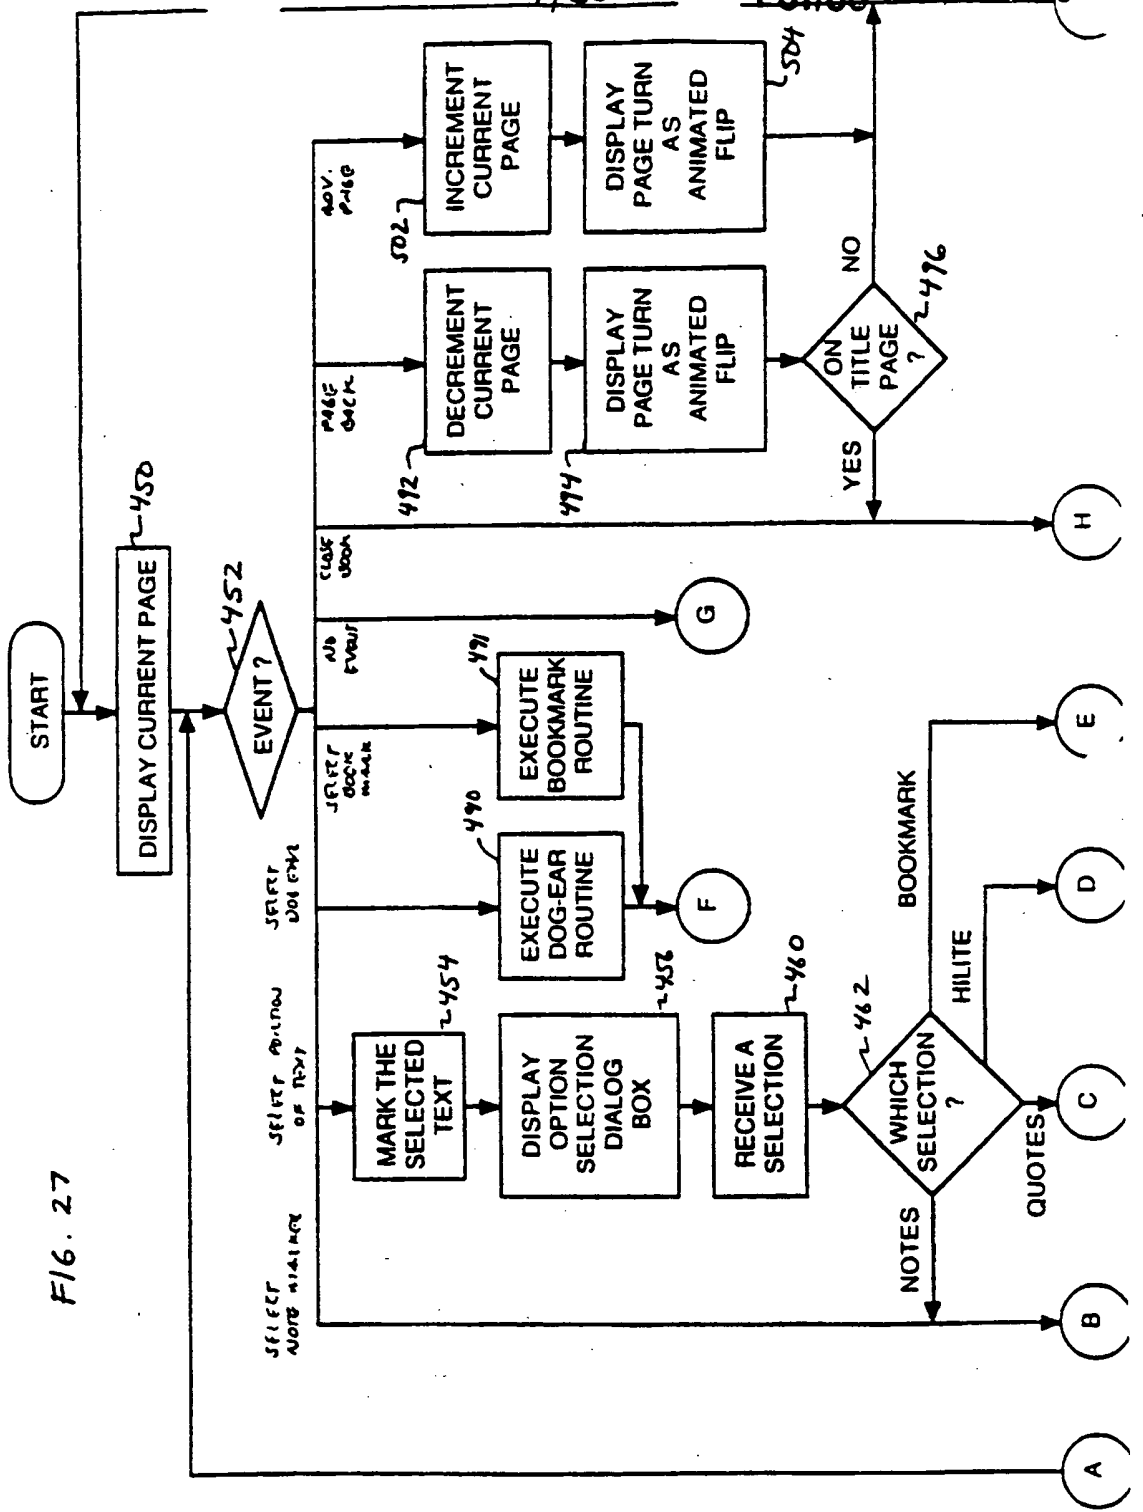 FIG. 27
START
DISPLAY CURRENT PAGE
450
EVENT ?
452
SELECT
NOTE MARKER
SELECT PORTION
OF TEXT
SELECT
DOG EAR
SELECT
BOOK
MARK
NO
EVENT
CLOSE
BOOK
PAGE
BACK
ADV.
PAGE
MARK THE
SELECTED
TEXT
454
DISPLAY
OPTION
SELECTION
DIALOG
BOX
456
RECEIVE A
SELECTION
460
WHICH
SELECTION
?
462
NOTES
QUOTES
HILITE
BOOKMARK
EXECUTE
DOG-EAR
ROUTINE
490
EXECUTE
BOOKMARK
ROUTINE
491
F
G
DECREMENT
CURRENT
PAGE
492
DISPLAY
PAGE TURN
AS
ANIMATED
FLIP
494
ON
TITLE
PAGE
?
496
YES
NO
INCREMENT
CURRENT
PAGE
502
DISPLAY
PAGE TURN
AS
ANIMATED
FLIP
504
A
B
C
D
E
H